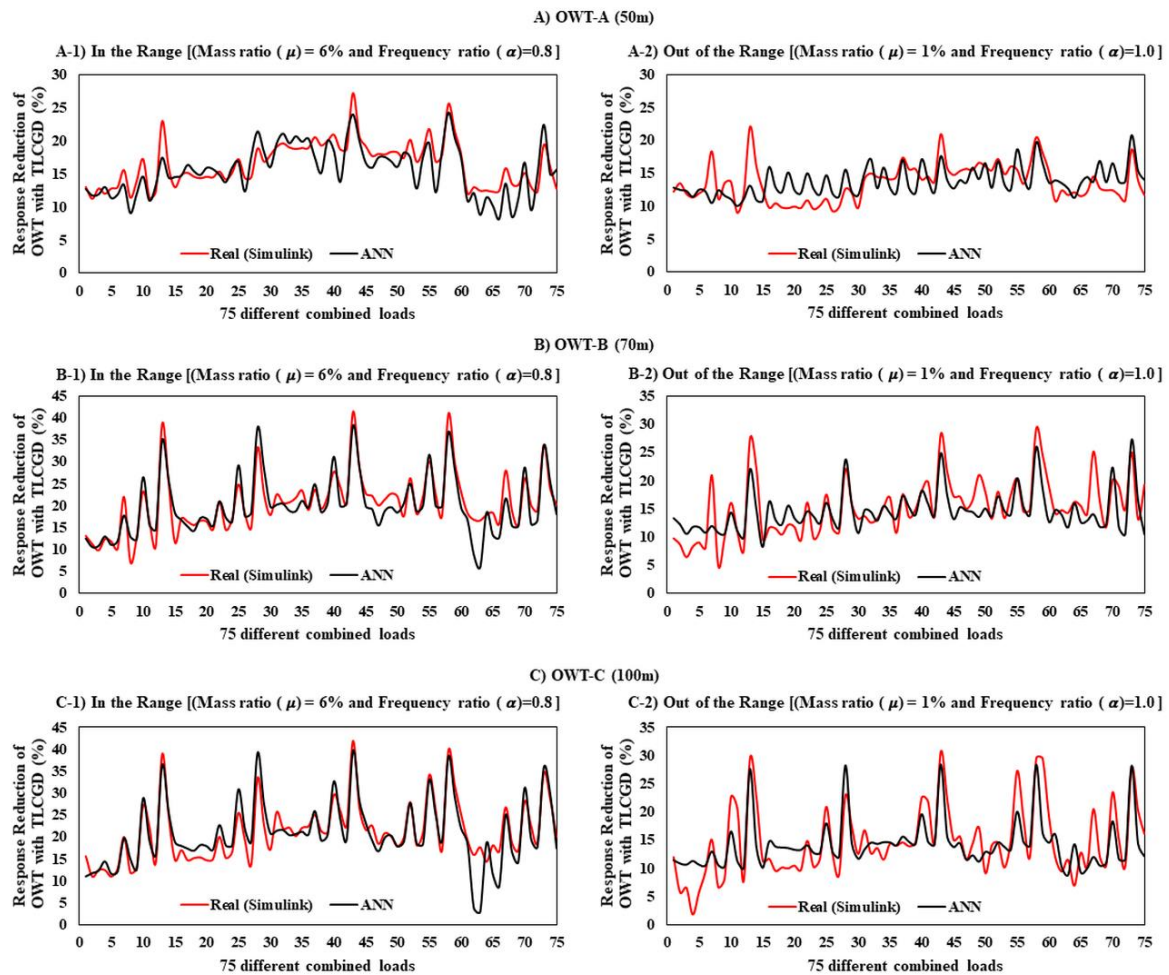 A) OWT-A (50m)
A-1) In the Range [(Mass ratio ( μ) = 6% and Frequency ratio ( α)=0.8 ]
Response Reduction of
OWT with TLCGD (%)
30
25
20
15
10
5
0
Real (Simulink) ANN
0 5 10 15 20 25 30 35 40 45 50 55 60 65 70 75
75 different combined loads
A-2) Out of the Range [(Mass ratio ( μ) = 1% and Frequency ratio ( α)=1.0 ]
Response Reduction of
OWT with TLCGD (%)
30
25
20
15
10
5
0
Real (Simulink) ANN
0 5 10 15 20 25 30 35 40 45 50 55 60 65 70 75
75 different combined loads
B) OWT-B (70m)
B-1) In the Range [(Mass ratio ( μ) = 6% and Frequency ratio ( α)=0.8 ]
Response Reduction of
OWT with TLCGD (%)
45
40
35
30
25
20
15
10
5
0
Real (Simulink) ANN
0 5 10 15 20 25 30 35 40 45 50 55 60 65 70 75
75 different combined loads
B-2) Out of the Range [(Mass ratio ( μ) = 1% and Frequency ratio ( α)=1.0 ]
Response Reduction of
OWT with TLCGD (%)
35
30
25
20
15
10
5
0
Real (Simulink) ANN
0 5 10 15 20 25 30 35 40 45 50 55 60 65 70 75
75 different combined loads
C) OWT-C (100m)
C-1) In the Range [(Mass ratio ( μ) = 6% and Frequency ratio ( α)=0.8 ]
Response Reduction of
OWT with TLCGD (%)
45
40
35
30
25
20
15
10
5
0
Real (Simulink) ANN
0 5 10 15 20 25 30 35 40 45 50 55 60 65 70 75
75 different combined loads
C-2) Out of the Range [(Mass ratio ( μ) = 1% and Frequency ratio ( α)=1.0 ]
Response Reduction of
OWT with TLCGD (%)
35
30
25
20
15
10
5
0
Real (Simulink) ANN
0 5 10 15 20 25 30 35 40 45 50 55 60 65 70 75
75 different combined loads